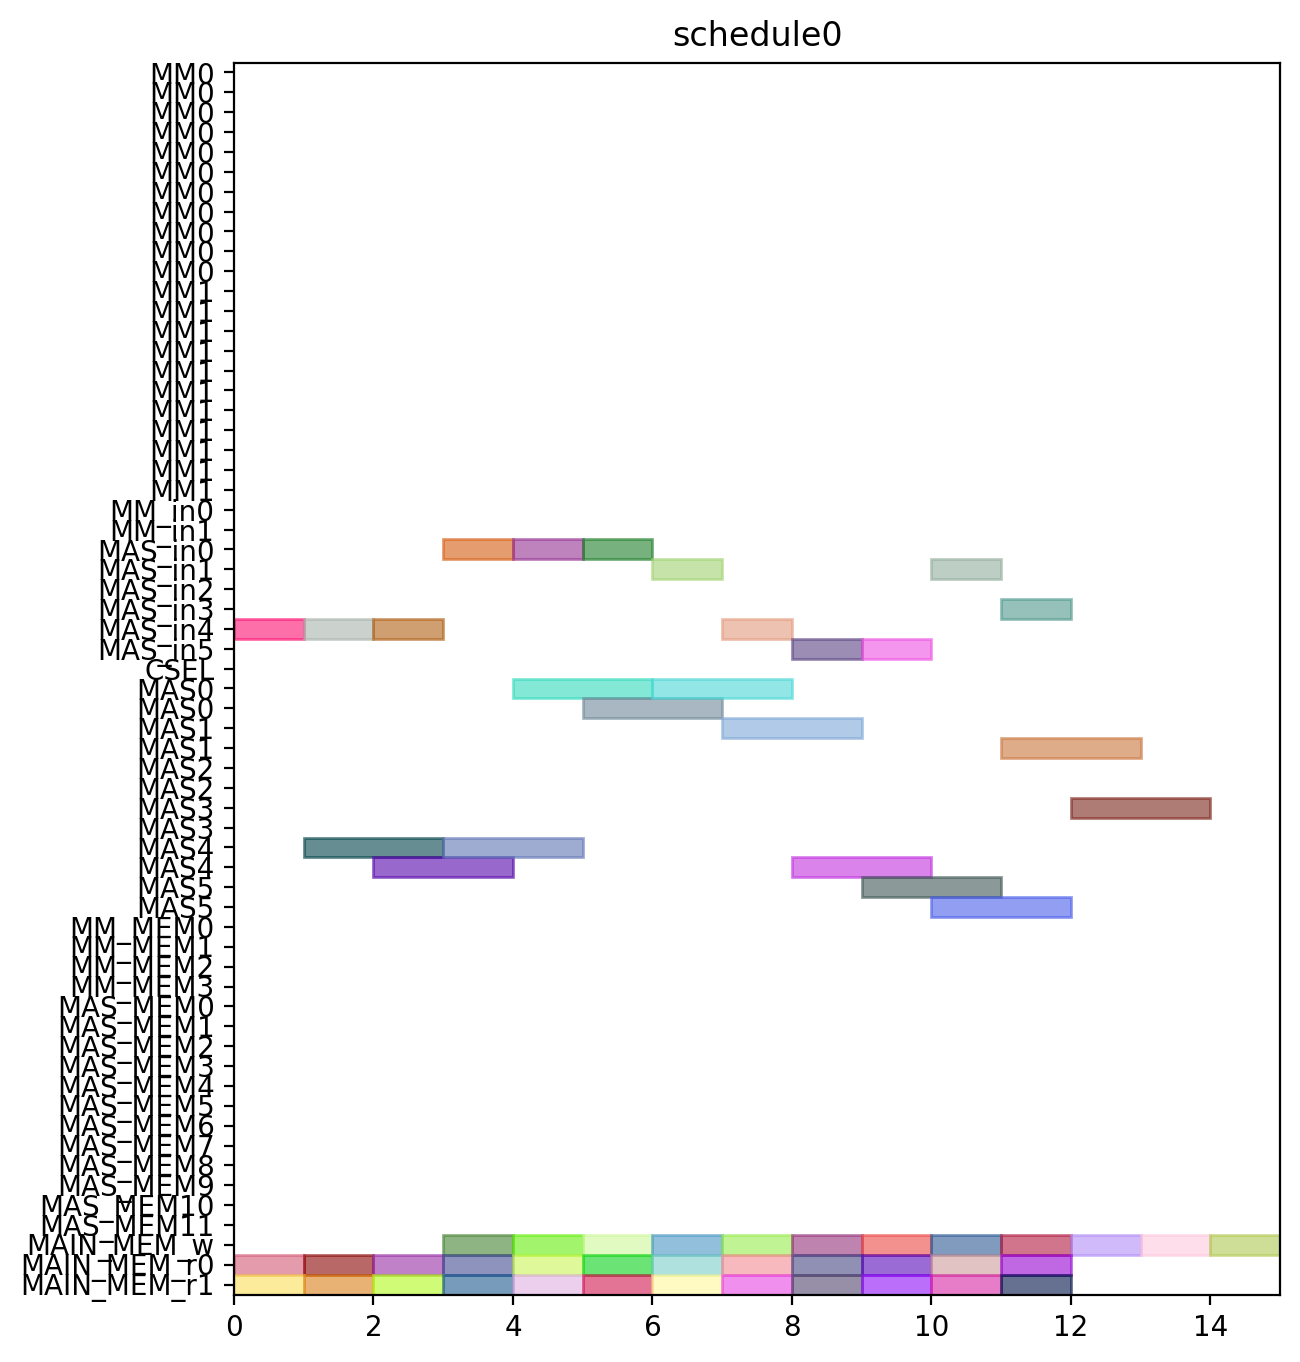 schedule0
MM0
MM0
MM0
MM0
MM0
MM0
MM0
MM0
MM0
MM0
MM0
MM1
MM1
MM1
MM1
MM1
MM1
MM1
MM1
MM1
MM1
MM1
MM_in0
MM_in1
MAS_in0
MAS_in1
MAS_in2
MAS_in3
MAS_in4
MAS_in5
CSEL
MAS0
MAS0
MAS1
MAS1
MAS2
MAS2
MAS3
MAS3
MAS4
MAS4
MAS5
MAS5
MM_MEM0
MM_MEM1
MM_MEM2
MM_MEM3
MAS_MEM0
MAS_MEM1
MAS_MEM2
MAS_MEM3
MAS_MEM4
MAS_MEM5
MAS_MEM6
MAS_MEM7
MAS_MEM8
MAS_MEM9
MAS_MEM10
MAS_MEM11
MAIN_MEM_w
MAIN_MEM_r0
MAIN_MEM_r1
0 2 4 6 8 10 12 14